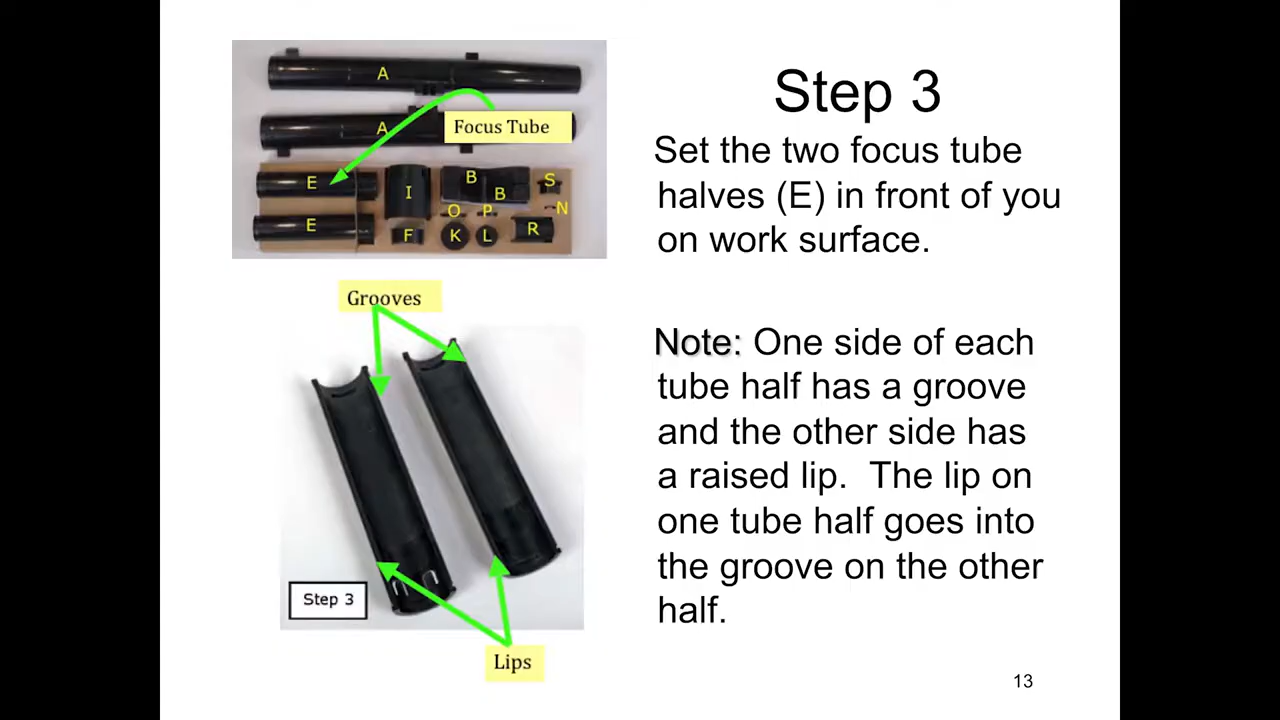 Step 3
Set the two focus tube
halves (E) in front of you
on work surface.
Note: One side of each
tube half has a groove
and the other side has
a raised lip.  The lip on
one tube half goes into
the groove on the other
half.
A
A
Focus Tube
E
I
B
B
S
O
P
N
E
F
K
L
R
Grooves
Step 3
Lips
13